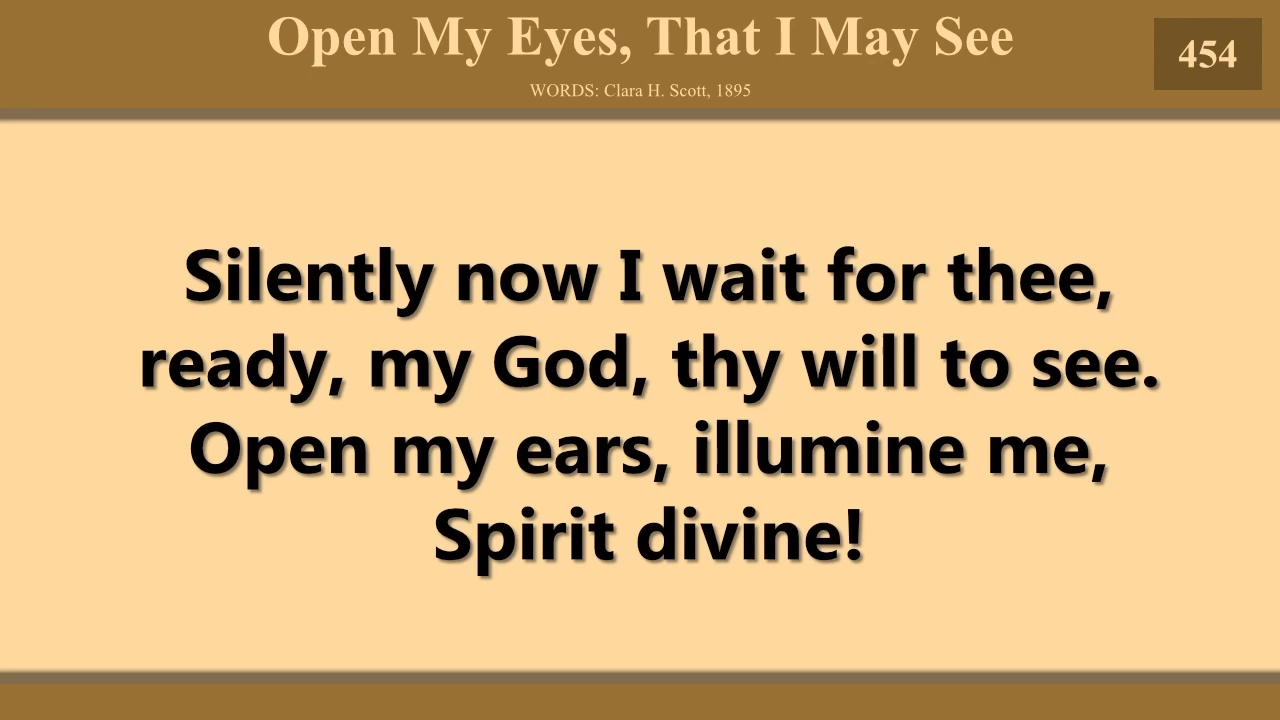 Open My Eyes, That I May See
454
WORDS: Clara H. Scott, 1895
Silently now I wait for thee,
ready, my God, thy will to see.
Open my ears, illumine me,
Spirit divine!